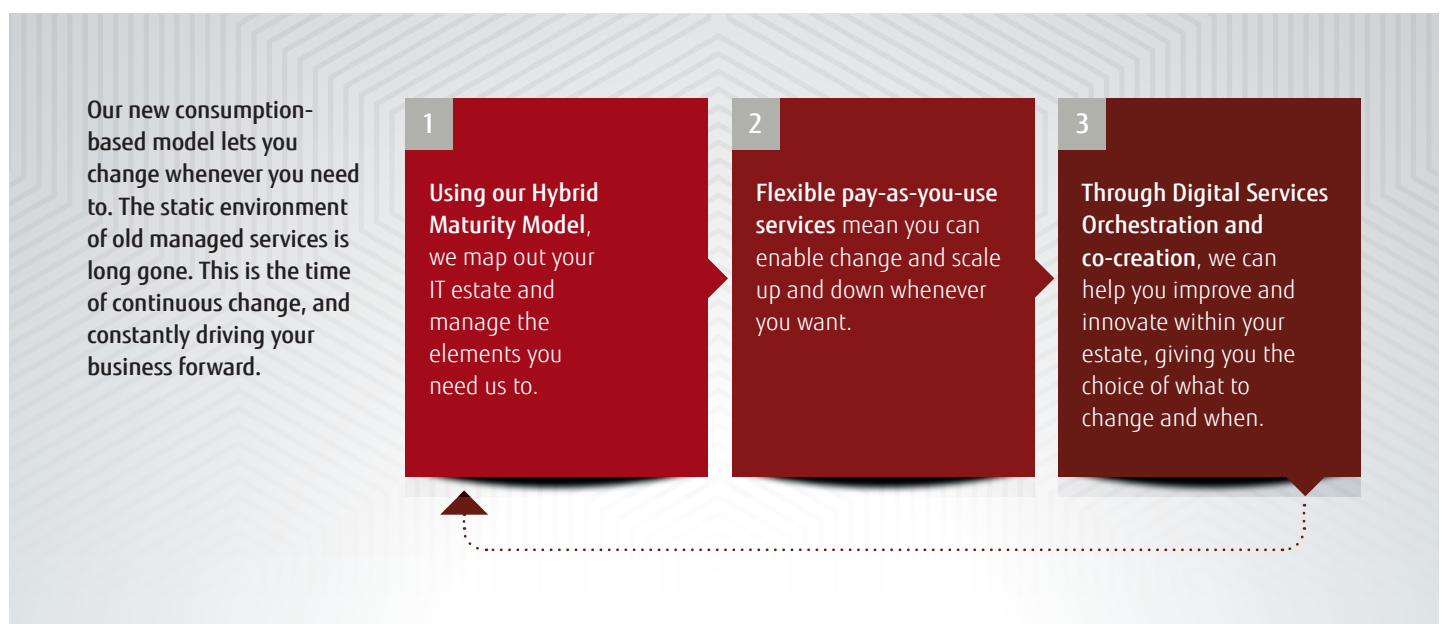 Our new consumption-
based model lets you
change whenever you need
to. The static environment
of old managed services is
long gone. This is the time
of continuous change, and
constantly driving your
business forward.
1
Using our Hybrid
Maturity Model,
we map out your
IT estate and
manage the
elements you
need us to.
2
Flexible pay-as-you-use
services mean you can
enable change and scale
up and down whenever
you want.
3
Through Digital Services
Orchestration and
co-creation, we can
help you improve and
innovate within your
estate, giving you the
choice of what to
change and when.